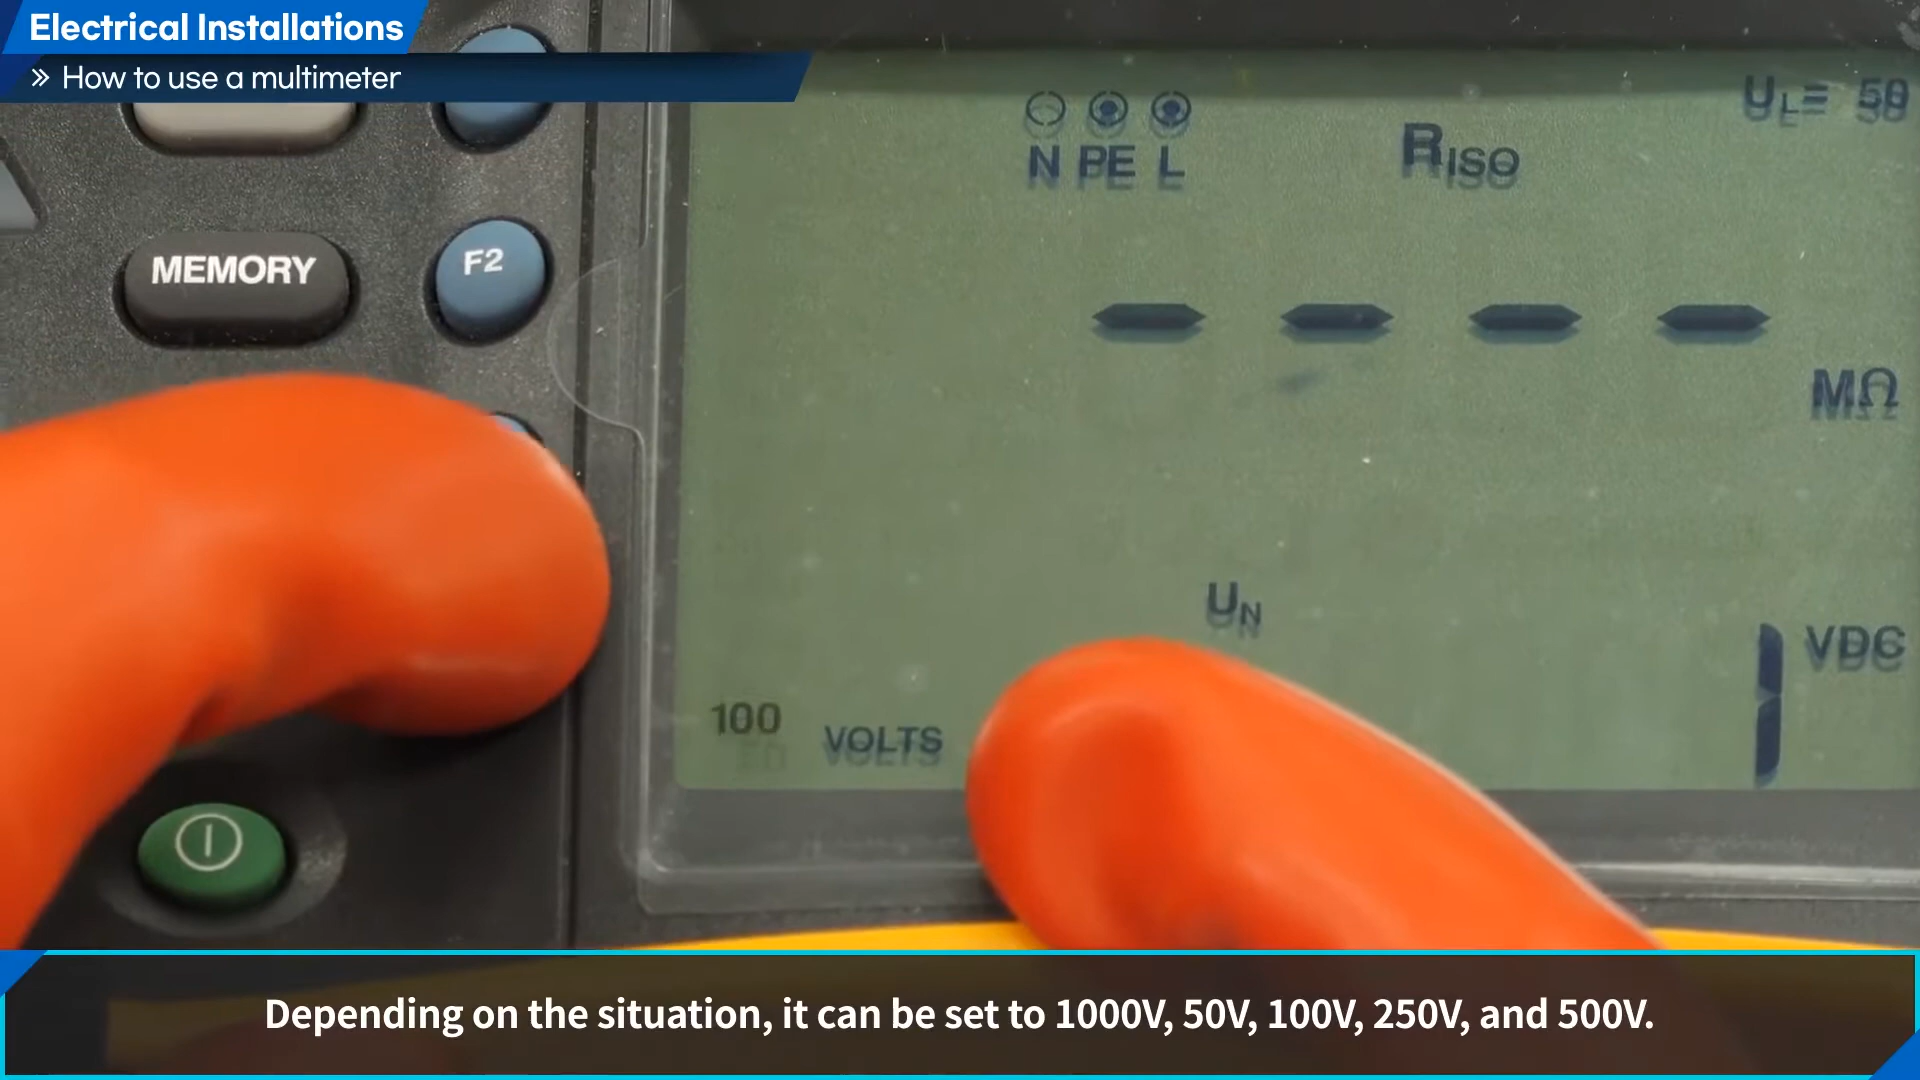 Electrical Installations
» How to use a multimeter
UL= 50
N PE L
RISO
MEMORY
F2
- - - -
MΩ
UN
VDC
100 VOLTS
Depending on the situation, it can be set to 1000V, 50V, 100V, 250V, and 500V.